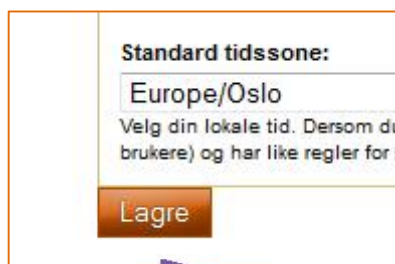 Standard tidssone:
Europe/Oslo
Velg din lokale tid. Dersom du
brukere) og har like regler for
Lagre